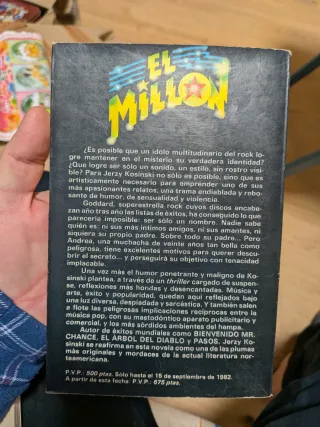 EL
MILLON
¿Es posible que un ídolo multitudinario del rock lo-
gre mantener en el misterio su verdadera identidad?
¿Que logre ser sólo un sonido, un estilo, sin rostro visi-
ble? Para Jerzy Kosinski no sólo es posible, sino que es
artísticamente necesario para emprender uno de sus
más apasionantes relatos, una trama endiablada y rebo-
sante de humor, de sensualidad y violencia.
Goddard, superestrella rock cuyos discos encabe-
zan año tras año las listas de éxitos, ha conseguido lo que
parecería imposible: ser sólo un nombre. Nadie sabe
quién es: ni sus más íntimos amigos, ni sus amantes, ni
siquiera su propio padre. Sobre todo su padre... Pero
Andrea, una muchacha de veinte años tan bella como
peligrosa, tiene excelentes motivos para querer descu-
brir el secreto... y perseguirá su objetivo con tenacidad
implacable.
Una vez más el humor penetrante y maligno de Ko-
sinski plantea, a través de un thriller cargado de suspen-
se, reflexiones más hondas y desencantadas. Música y
arte, éxito y popularidad, quedan aquí reflejados bajo
una luz diversa, despiadada y sarcástica. Y también salen
a flote las peligrosas implicaciones recíprocas entre la
música pop, con su mastodóntico aparato publicitario y
comercial, y los más sórdidos ambientes del hampa.
Autor de éxitos mundiales como BIENVENIDO MR.
CHANCE, EL ÁRBOL DEL DIABLO y PASOS, Jerzy Ko-
sinski se reafirma en esta novela como una de las plumas
más originales y mordaces de la actual literatura nor-
teamericana.
P.V.P.: 500 ptas. Sólo hasta el 15 de septiembre de 1982.
A partir de esta fecha: P.V.P.: 675 ptas.